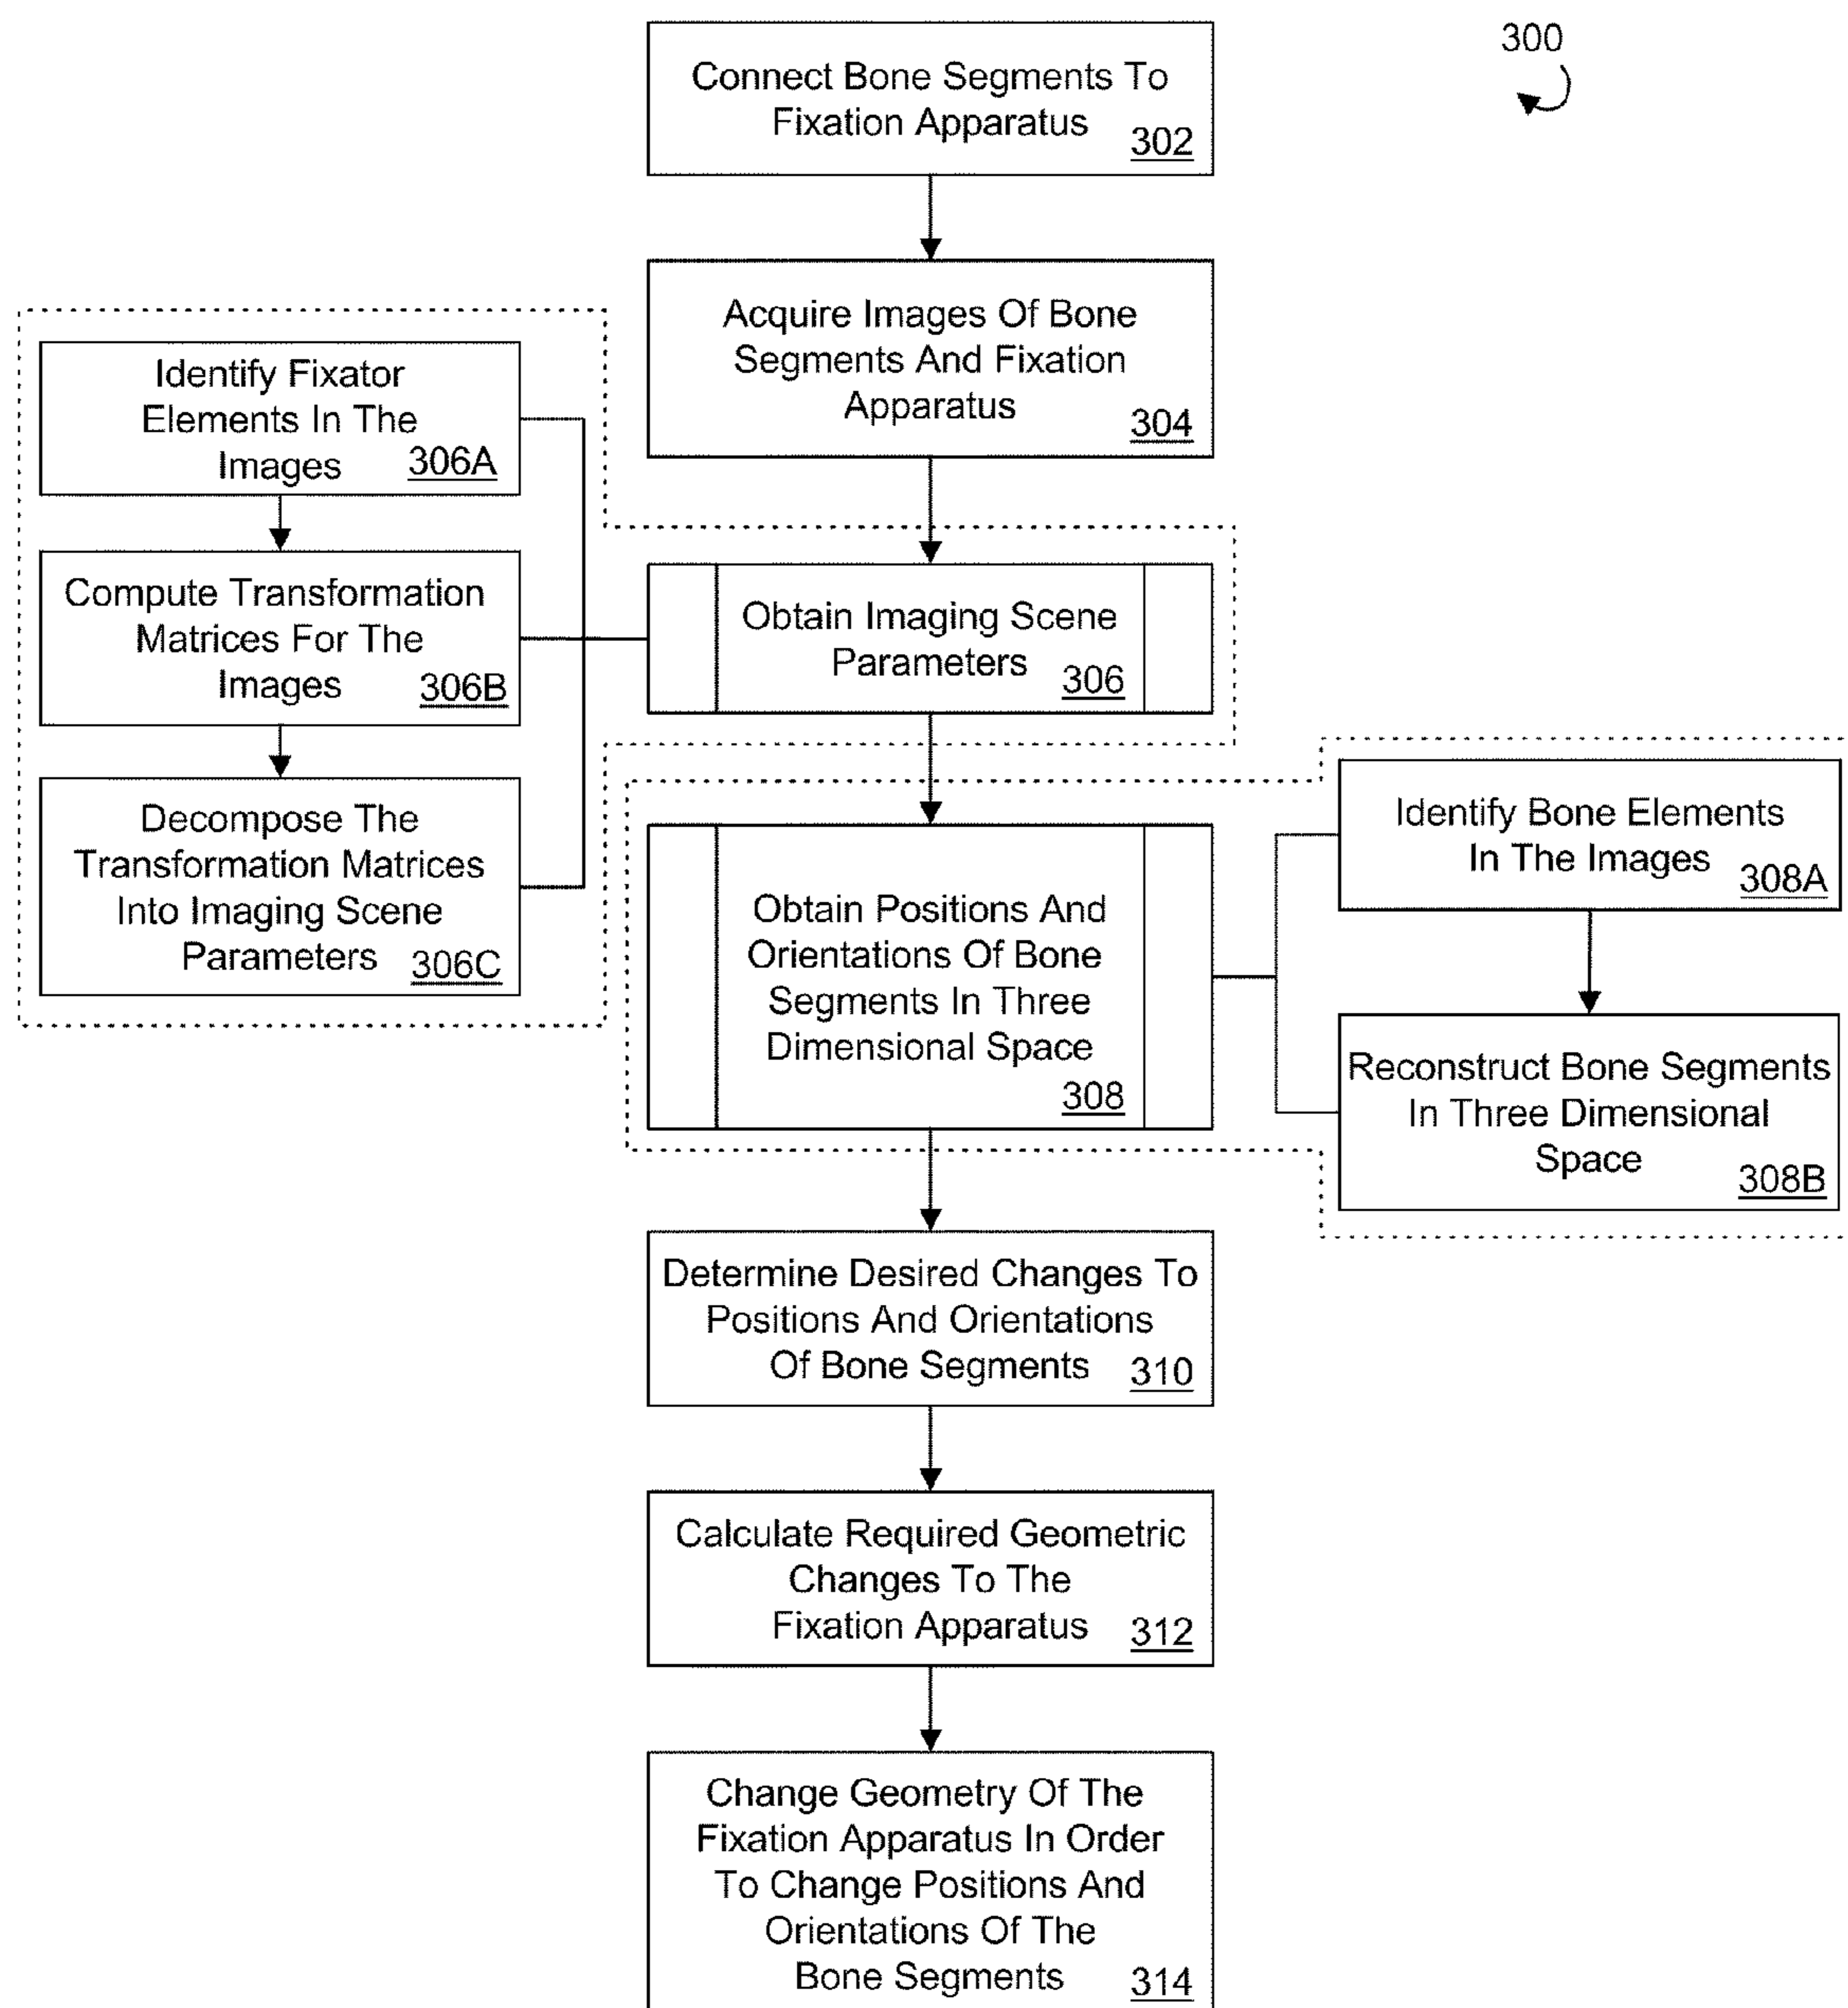 300
Connect Bone Segments To
Fixation Apparatus
302
Acquire Images Of Bone
Segments And Fixation
Apparatus
304
Identify Fixator
Elements In The
Images
306A
Compute Transformation
Matrices For The
Images
306B
Decompose The
Transformation Matrices
Into Imaging Scene
Parameters
306C
Obtain Imaging Scene
Parameters
306
Obtain Positions And
Orientations Of Bone
Segments In Three
Dimensional Space
308
Identify Bone Elements
In The Images
308A
Reconstruct Bone Segments
In Three Dimensional
Space
308B
Determine Desired Changes To
Positions And Orientations
Of Bone Segments
310
Calculate Required Geometric
Changes To The
Fixation Apparatus
312
Change Geometry Of The
Fixation Apparatus In Order
To Change Positions And
Orientations Of The
Bone Segments
314